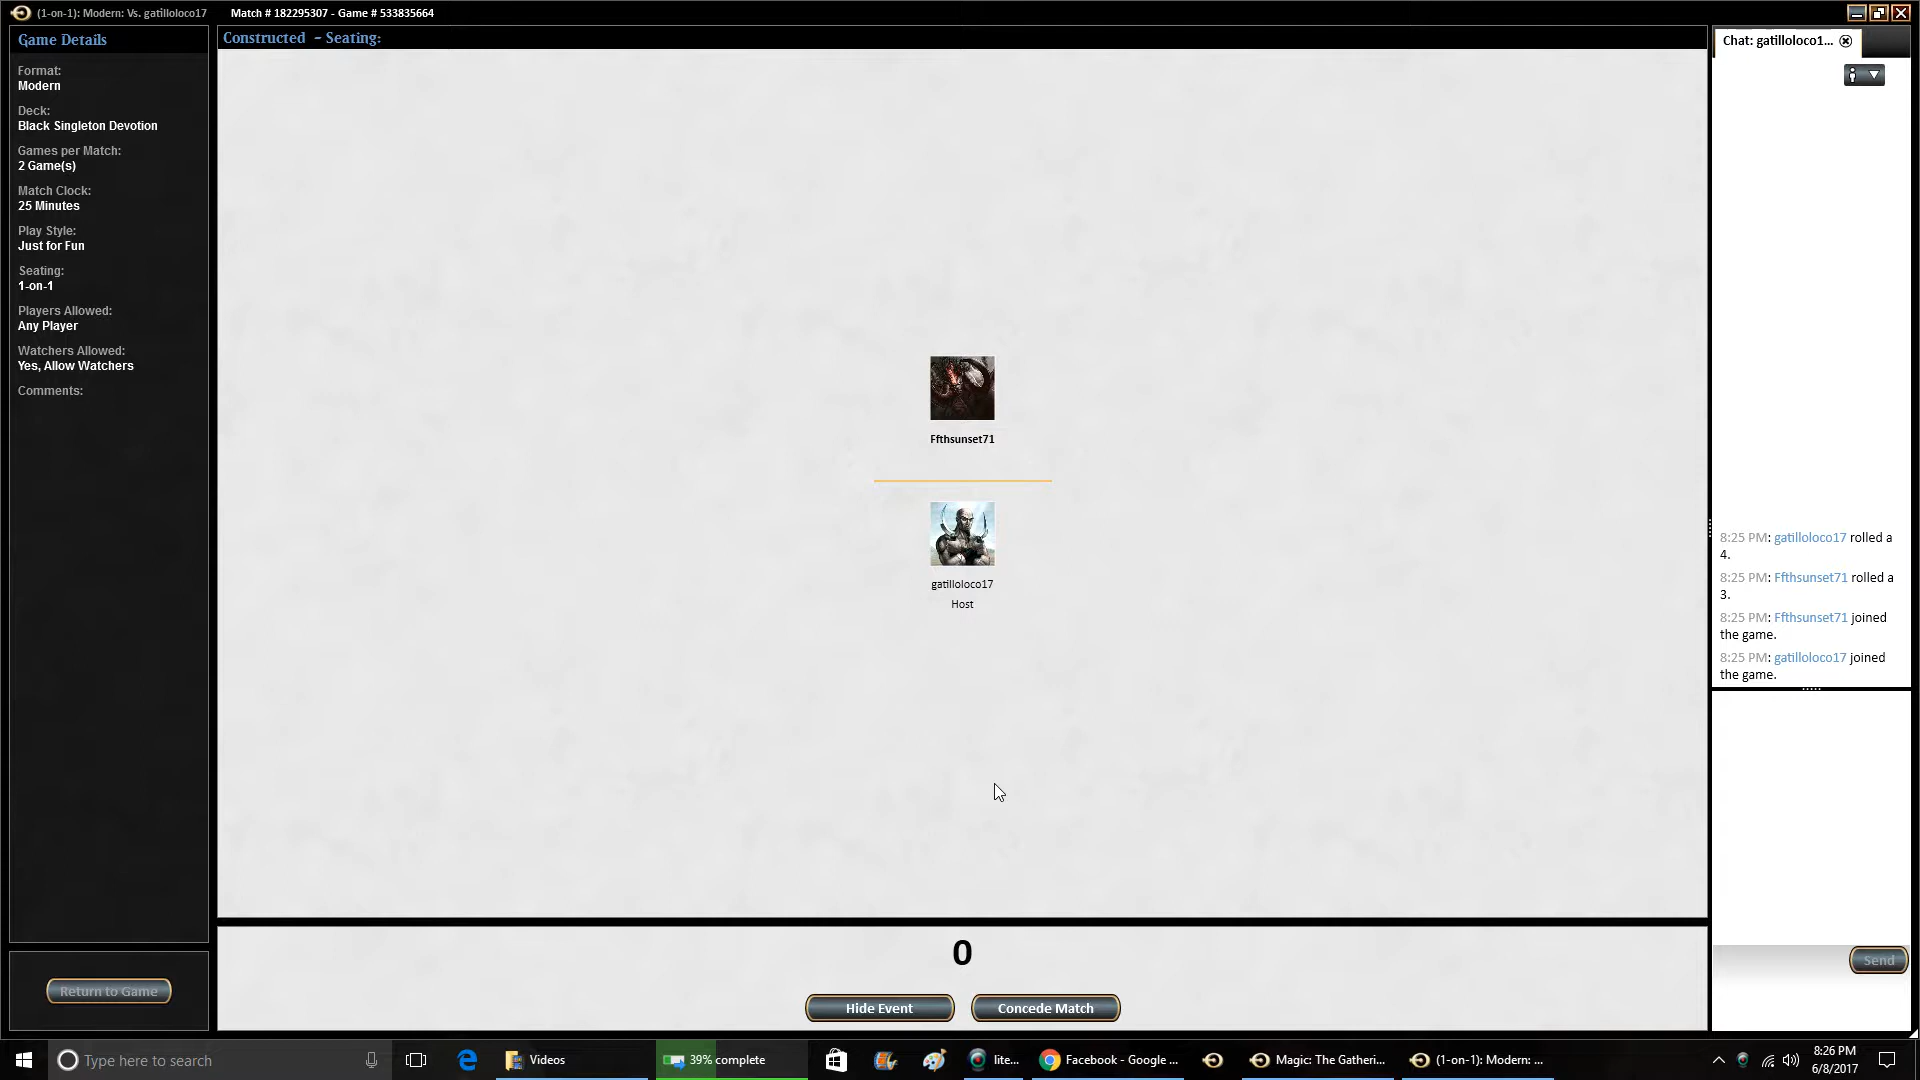 (1-on-1): Modern: Vs. gatilloloco17 Match # 182295307 - Game # 533835664
Game Details
Format:
Modern
Deck:
Black Singleton Devotion
Games per Match:
2 Game(s)
Match Clock:
25 Minutes
Play Style:
Just for Fun
Seating:
1-on-1
Players Allowed:
Any Player
Watchers Allowed:
Yes, Allow Watchers
Comments:
Return to Game
Constructed - Seating:
Ffthsunset71
gatilloloco17
Host
0
Hide Event Concede Match
Chat: gatilloloco1...
8:25 PM: gatilloloco17 rolled a
4.
8:25 PM: Ffthsunset71 rolled a
3.
8:25 PM: Ffthsunset71 joined
the game.
8:25 PM: gatilloloco17 joined
the game.
Send
Type here to search Videos 39% complete lite... Facebook - Google ... Magic: The Gatheri... (1-on-1): Modern: ... 8:26 PM
6/8/2017